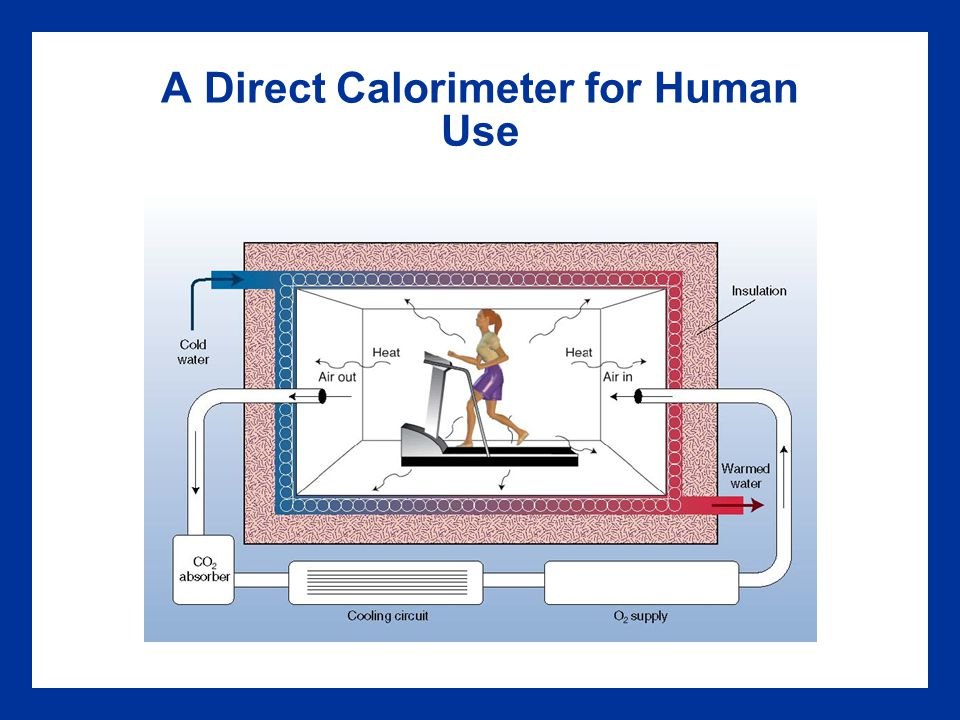 A Direct Calorimeter for Human
Use
Insulation
Cold
water
Heat
Heat
Air out
Air in
Warmed
water
CO₂
absorber
Cooling circuit
O₂ supply